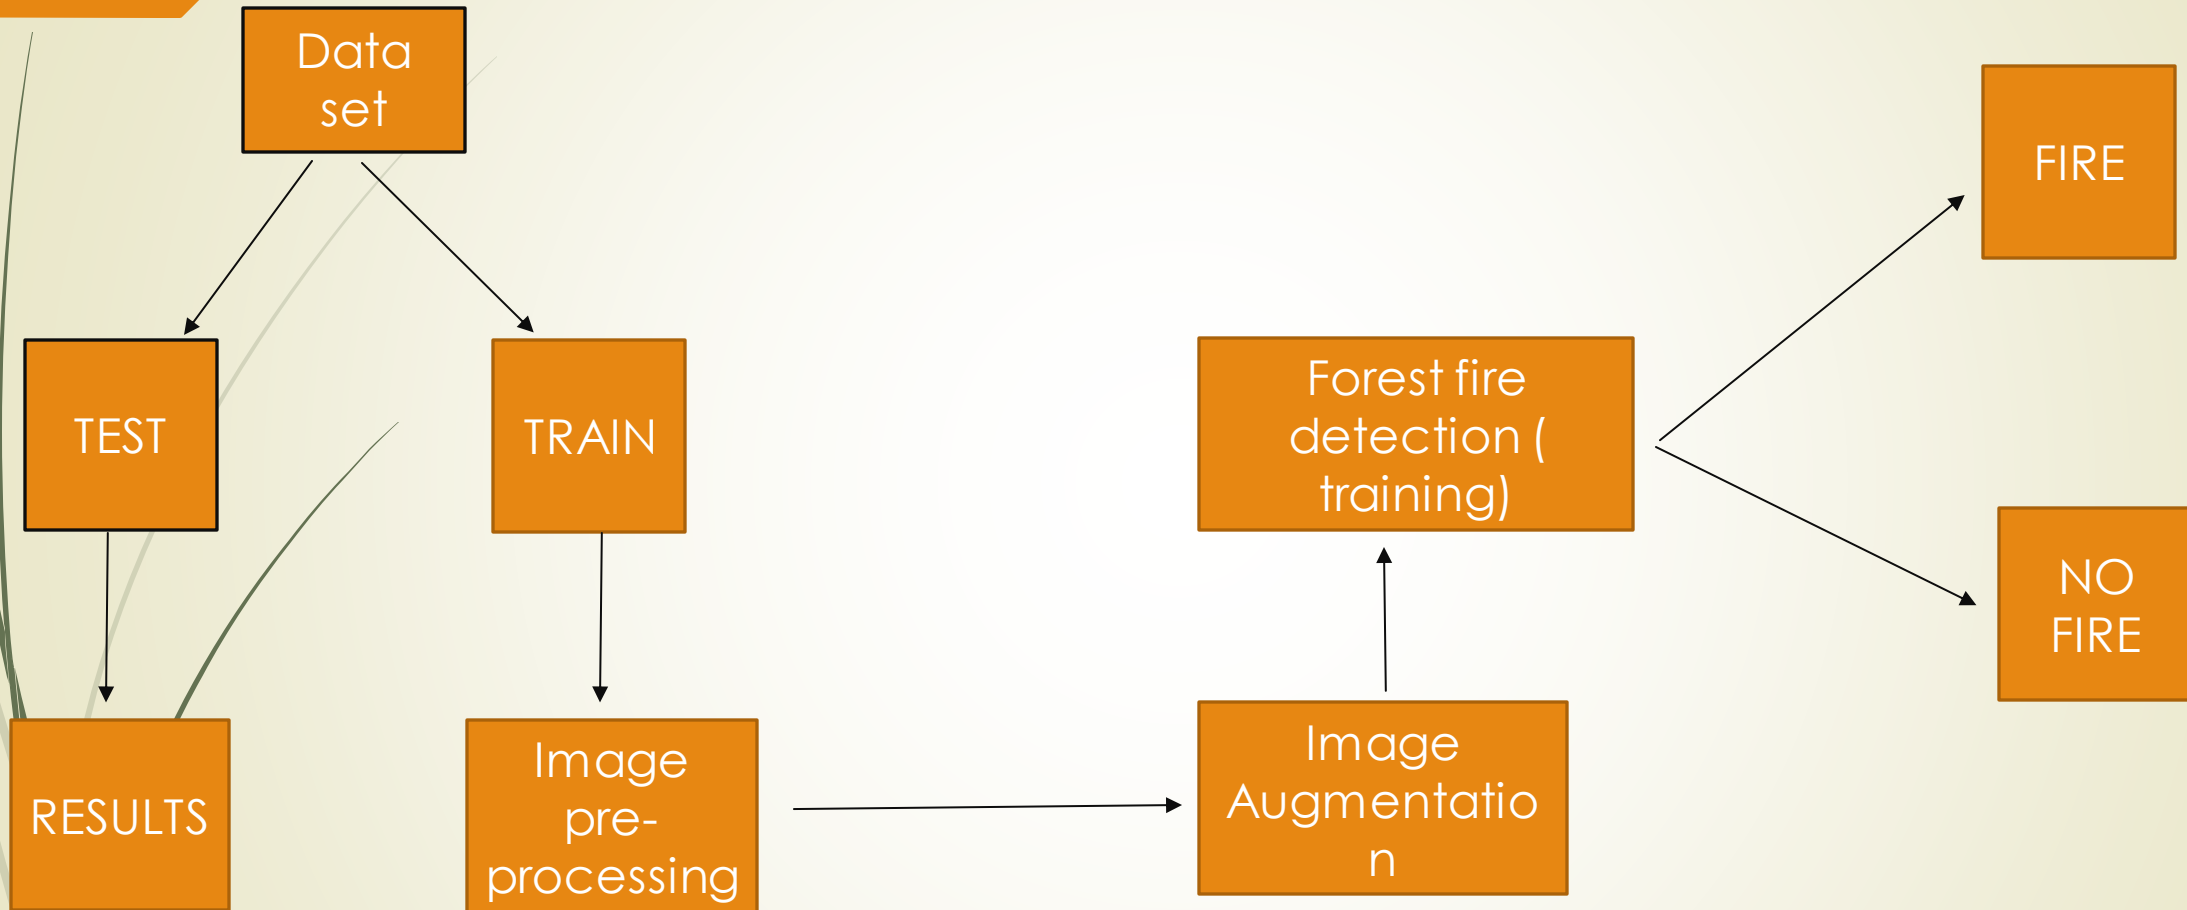 Data
set
FIRE
TEST
TRAIN
Forest fire
detection (
training)
NO
FIRE
RESULTS
Image
pre-
processing
Image
Augmentatio
n